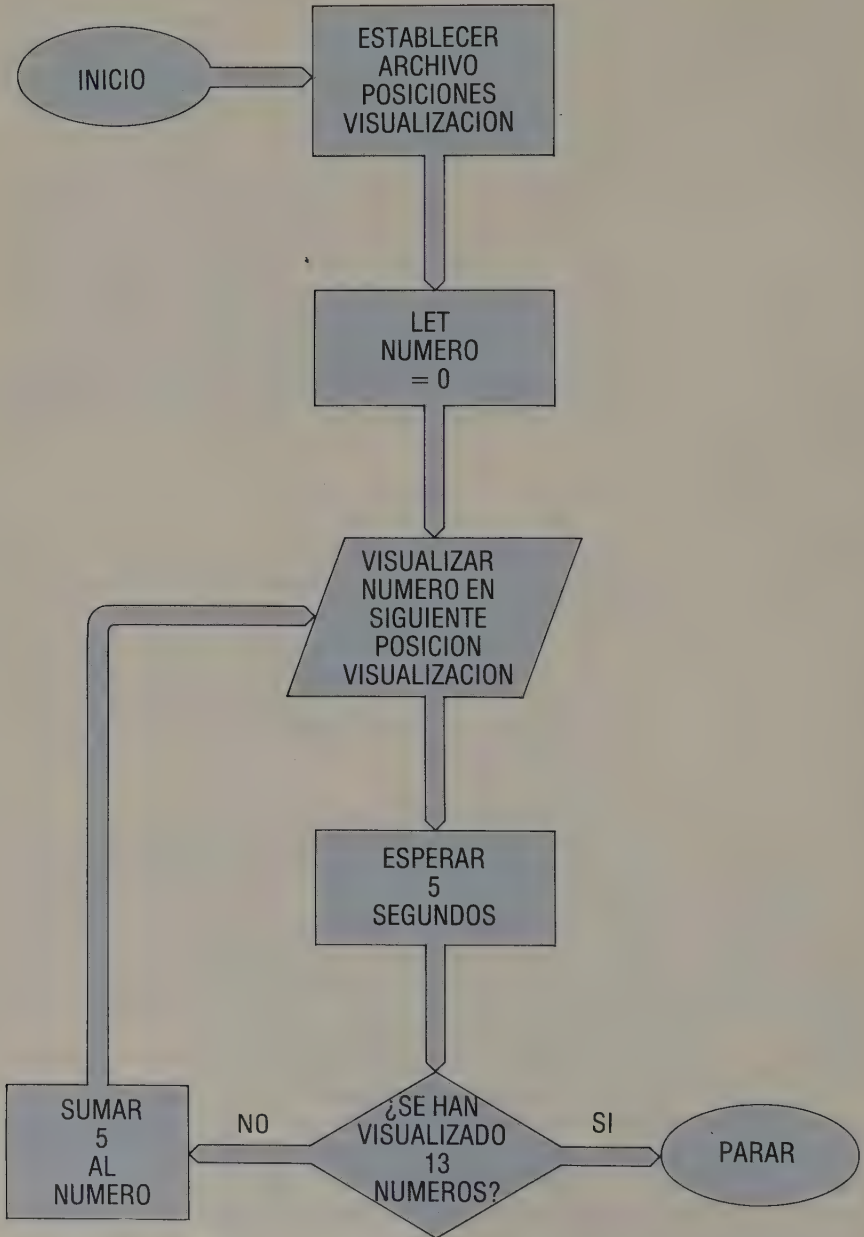 INICIO
ESTABLECER
ARCHIVO
POSICIONES
VISUALIZACION
LET
NUMERO
= 0
VISUALIZAR
NUMERO EN
SIGUIENTE
POSICION
VISUALIZACION
ESPERAR
5
SEGUNDOS
¿SE HAN
VISUALIZADO
13
NUMEROS?
NO
SUMAR
5
AL
NUMERO
SI
PARAR